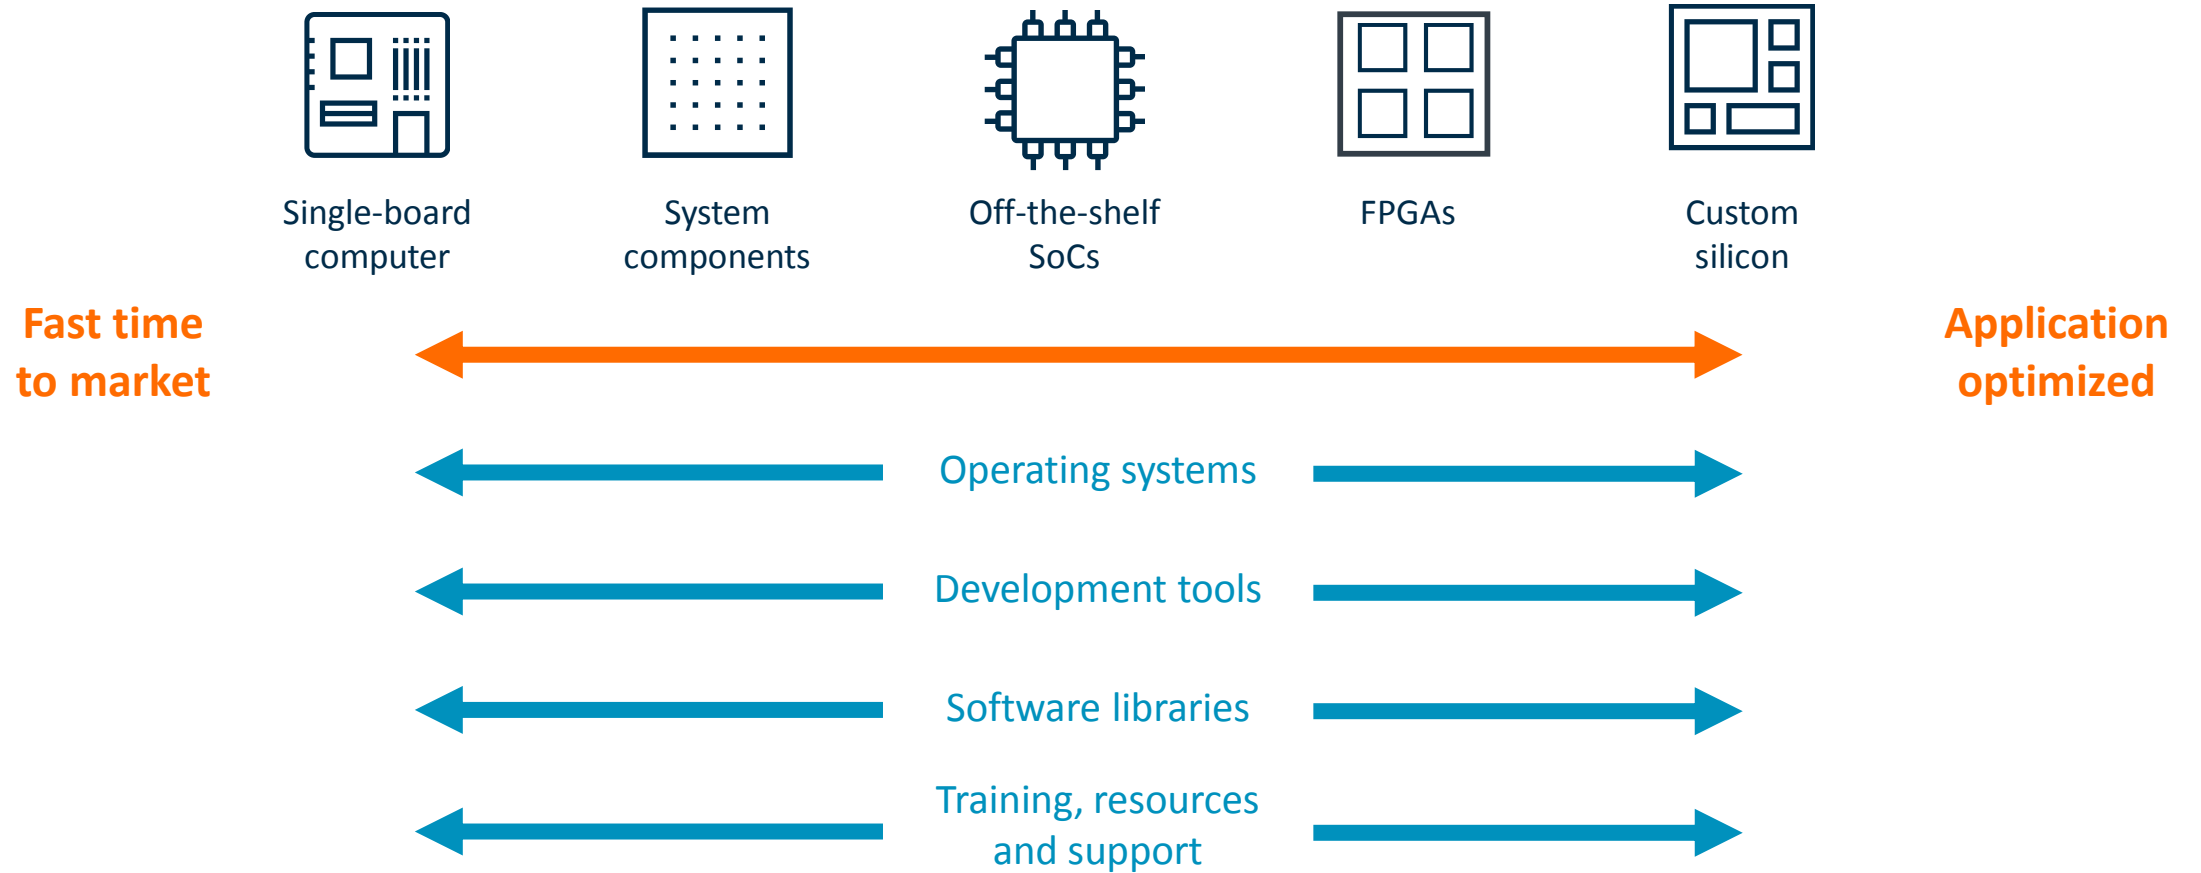 Single-board
computer
System
components
Off-the-shelf
SoCs
FPGAs
Custom
silicon
Fast time
to market
Application
optimized
Operating systems
Development tools
Software libraries
Training, resources
and support